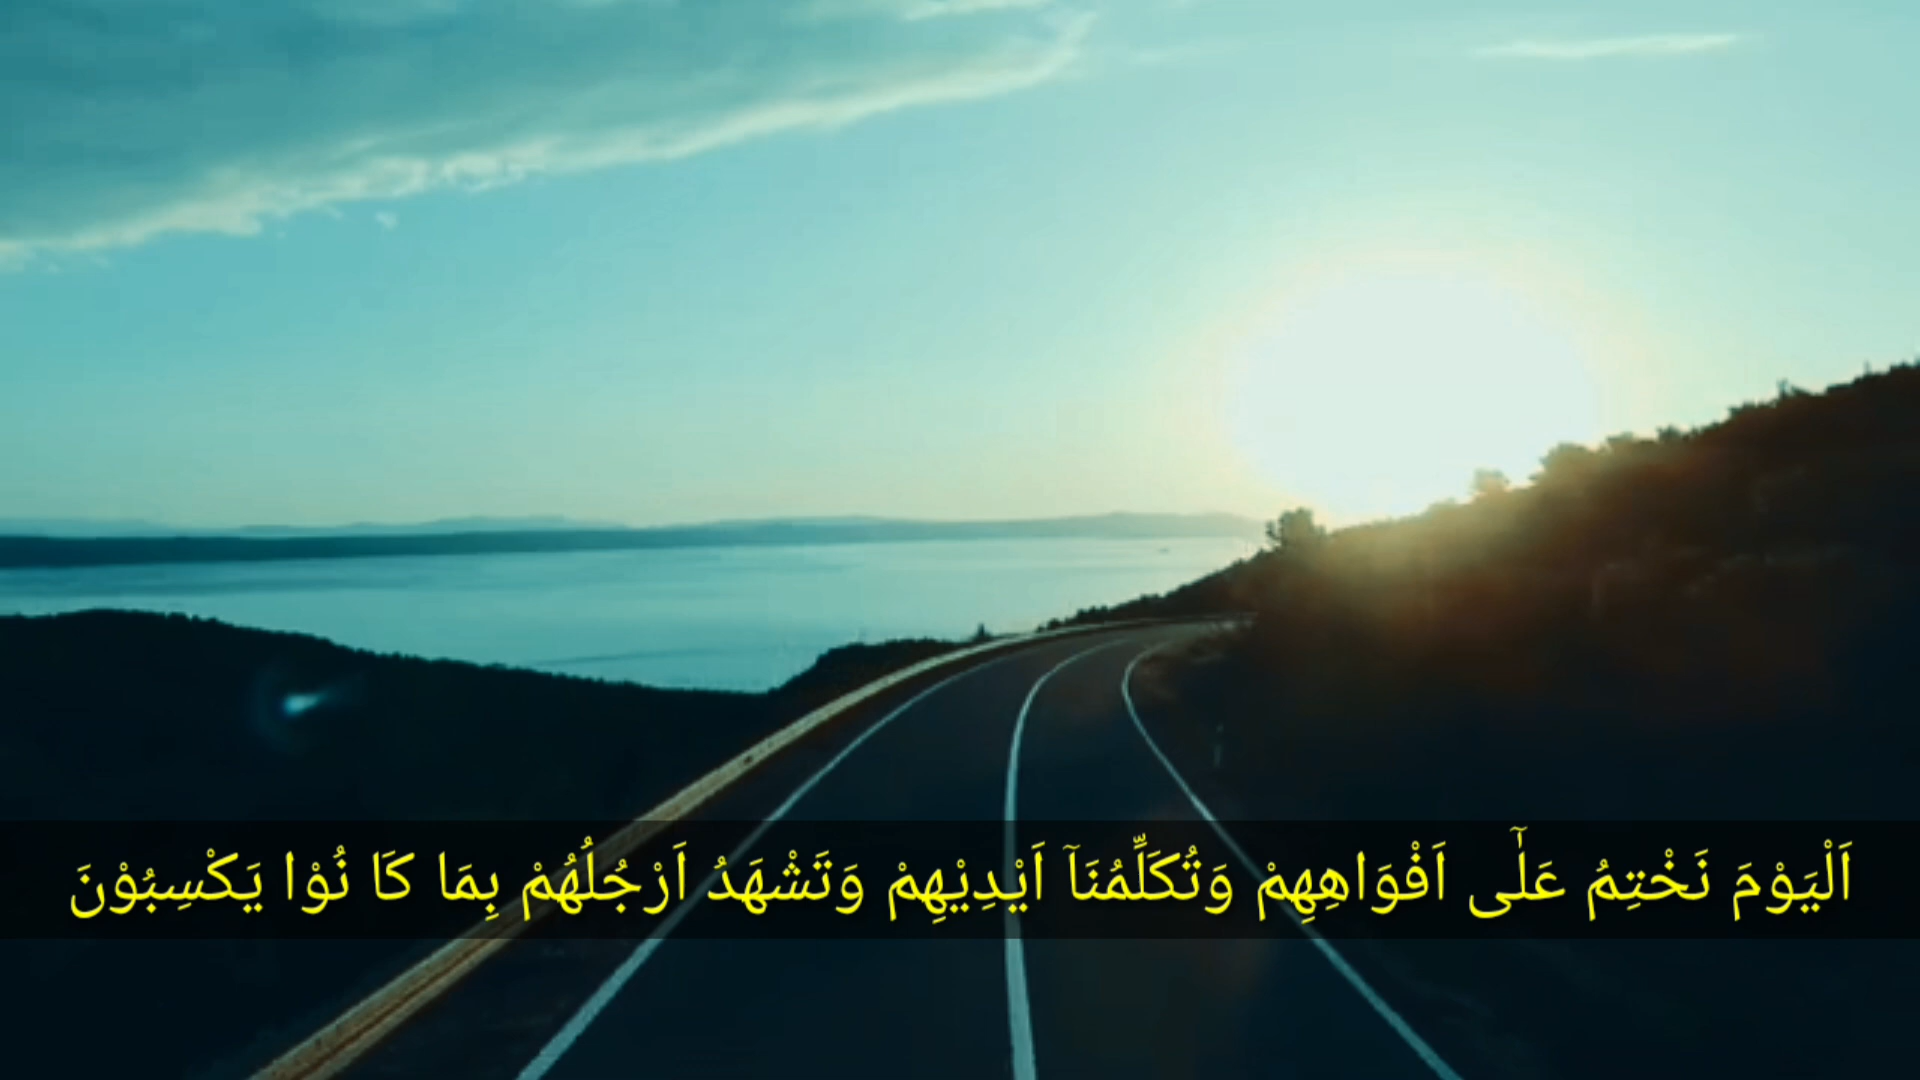 اَلْيَوْمَ نَخْتِمُ عَلٰٓى اَفْوَاهِهِمْ وَتُكَلِّمُنَاۤ اَيْدِيْهِمْ وَتَشْهَدُ اَرْجُلُهُمْ بِمَا كَا نُوْا يَكْسِبُوْنَ